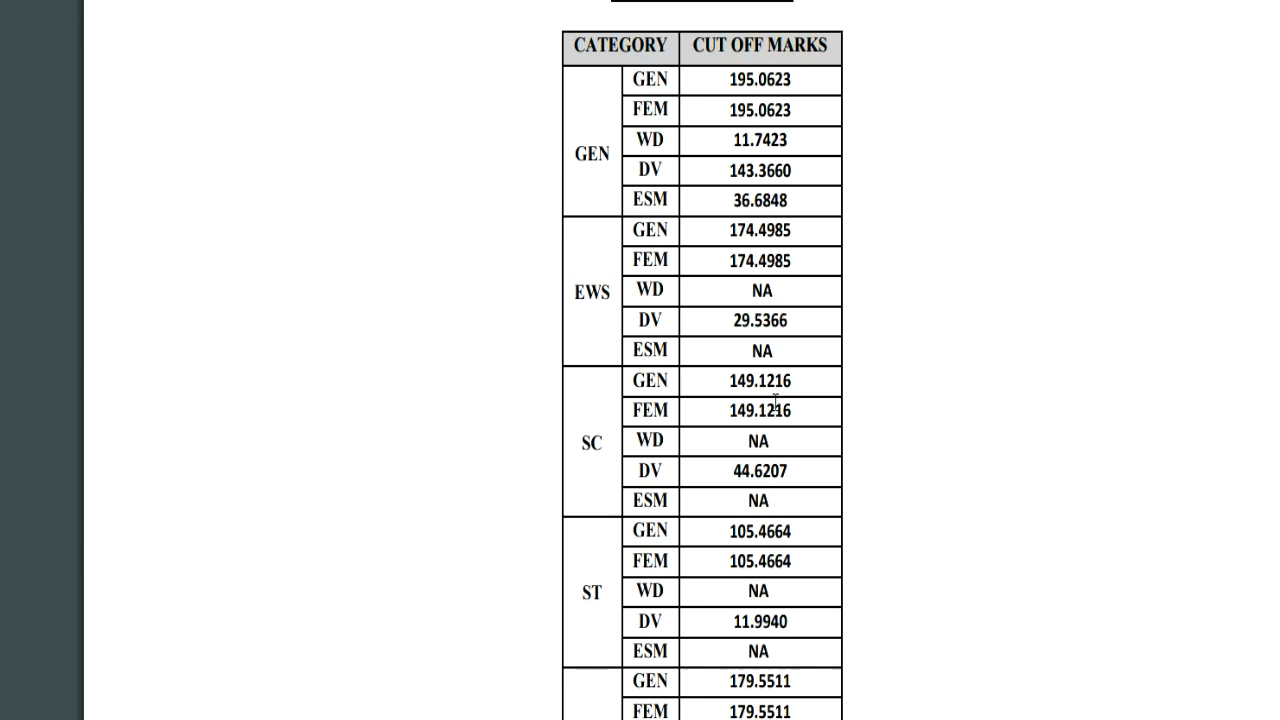 CATEGORY CUT OFF MARKS
GEN GEN 195.0623
FEM 195.0623
WD 11.7423
DV 143.3660
ESM 36.6848
EWS GEN 174.4985
FEM 174.4985
WD NA
DV 29.5366
ESM NA
SC GEN 149.1216
FEM 149.1216
WD NA
DV 44.6207
ESM NA
ST GEN 105.4664
FEM 105.4664
WD NA
DV 11.9940
ESM NA
GEN 179.5511
FEM 179.5511